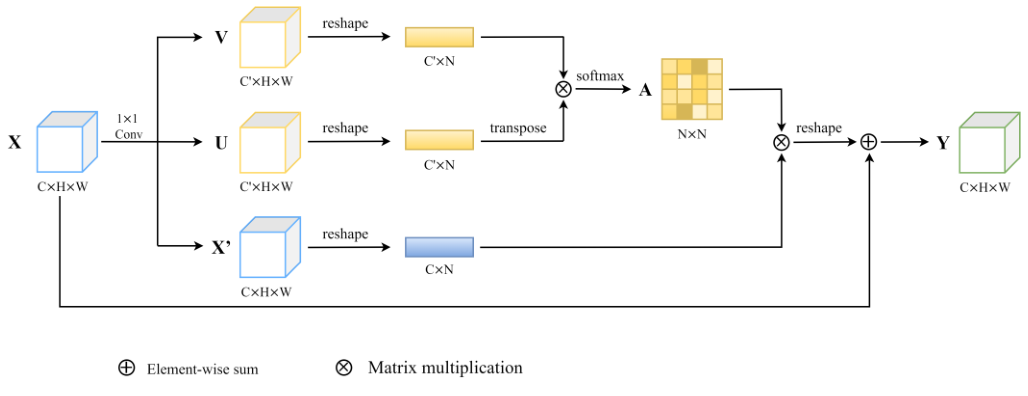 V
C'×H×W
reshape
C'×N
softmax
A
N×N
X
C×H×W
1×1
Conv
U
C'×H×W
reshape
C'×N
transpose
reshape
Y
C×H×W
X’
C×H×W
reshape
C×N
⊕ Element-wise sum
⊗ Matrix multiplication